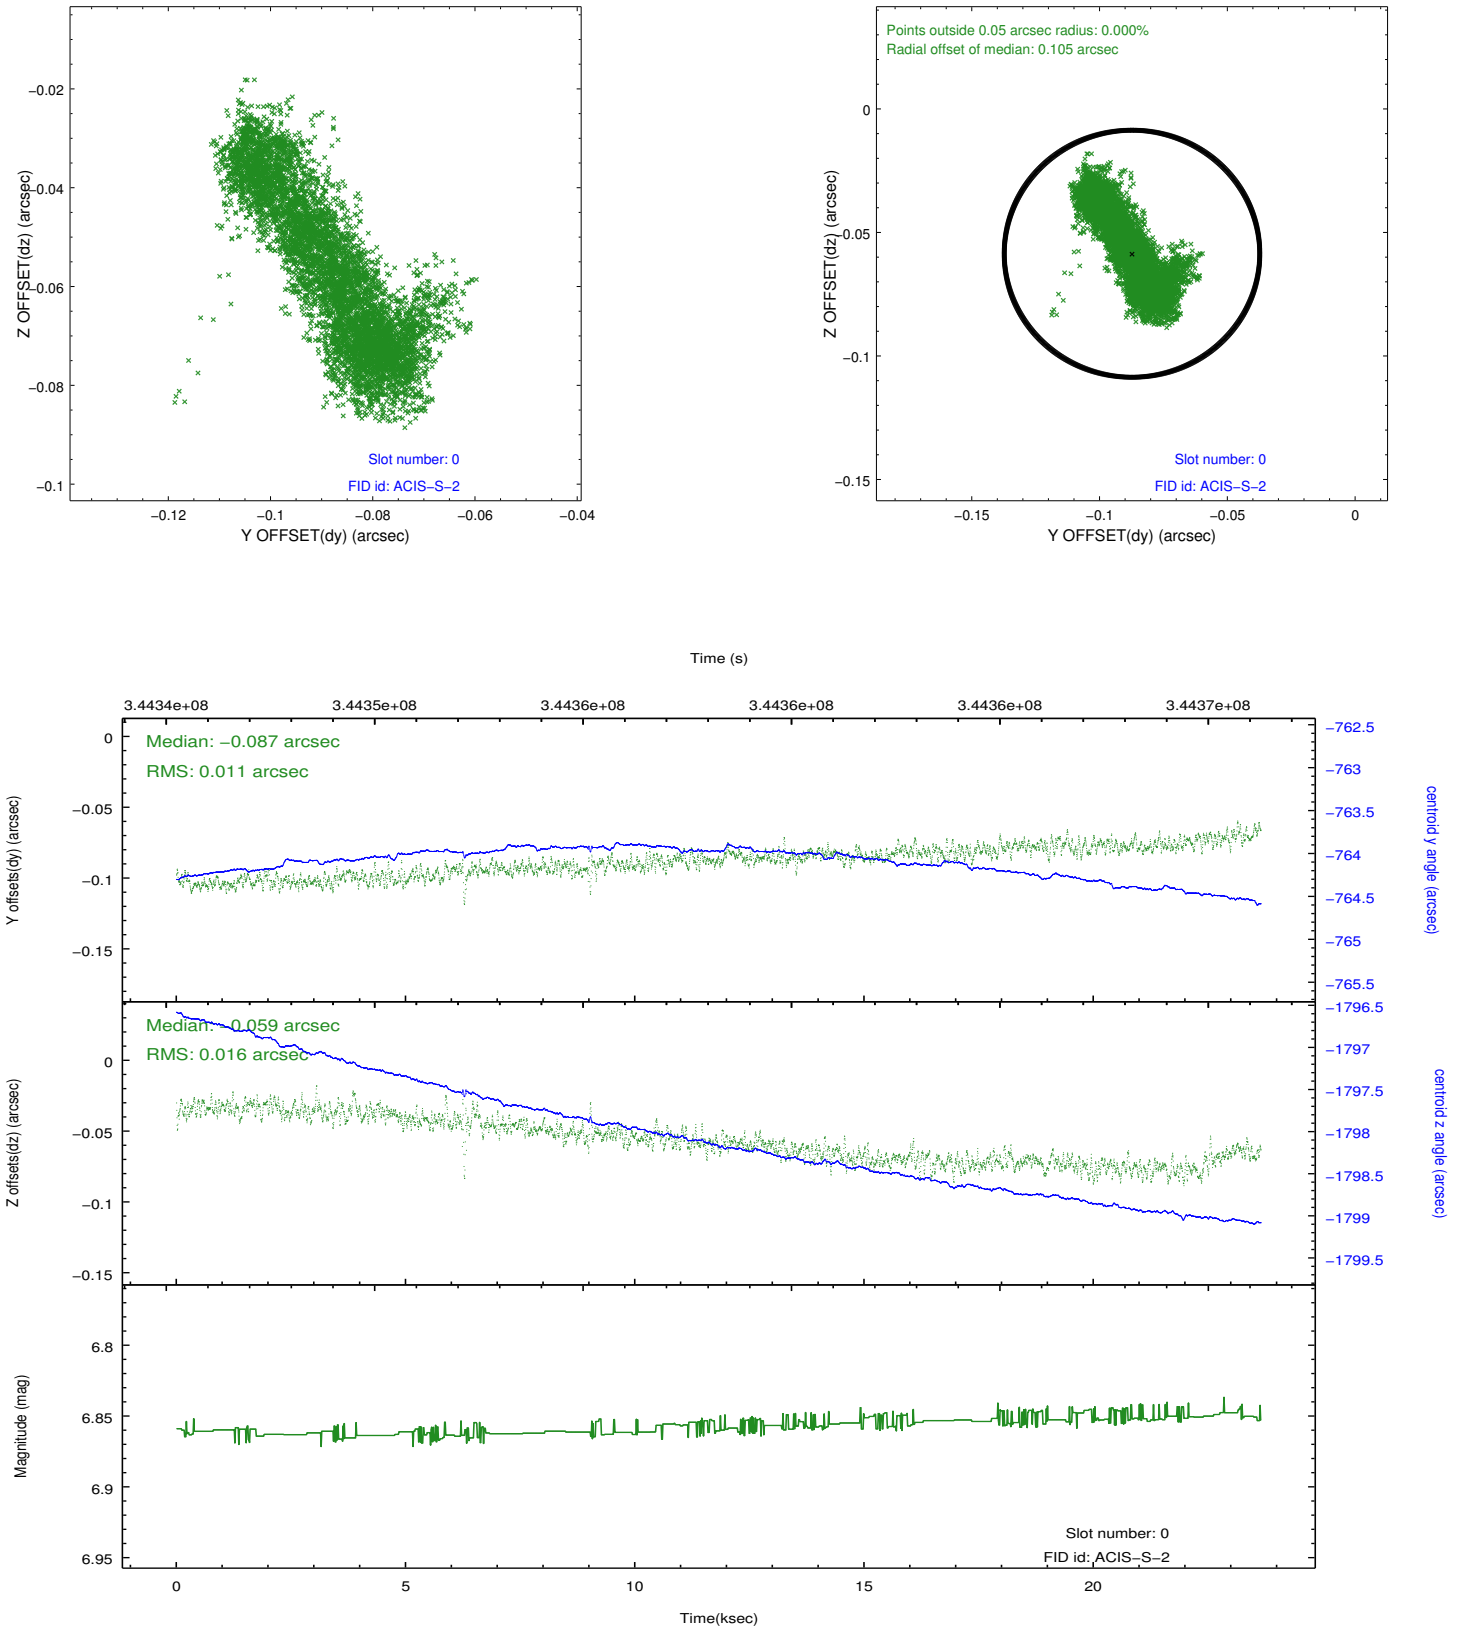 −0.02
−0.04
−0.06
−0.08
−0.1
Z OFFSET(dz) (arcsec)
Slot number: 0
FID id: ACIS−S−2
−0.12
−0.1
−0.08
−0.06
−0.04
Y OFFSET(dy) (arcsec)
Points outside 0.05 arcsec radius: 0.000%
Radial offset of median: 0.105 arcsec
0
−0.05
−0.1
−0.15
Z OFFSET(dz) (arcsec)
Slot number: 0
FID id: ACIS−S−2
−0.15
−0.1
−0.05
0
Y OFFSET(dy) (arcsec)
Time (s)
3.4434e+08
3.4435e+08
3.4436e+08
3.4436e+08
3.4436e+08
3.4437e+08
Median: −0.087 arcsec
RMS: 0.011 arcsec
0
−0.05
−0.1
−0.15
Y offsets(dy) (arcsec)
−762.5
−763
−763.5
−764
−764.5
−765
−765.5
centroid y angle (arcsec)
Median: −0.059 arcsec
RMS: 0.016 arcsec
0
−0.05
−0.1
−0.15
Z offsets(dz) (arcsec)
−1796.5
−1797
−1797.5
−1798
−1798.5
−1799
−1799.5
centroid z angle (arcsec)
6.8
6.85
6.9
6.95
Magnitude (mag)
Slot number: 0
FID id: ACIS−S−2
0
5
10
15
20
Time(ksec)